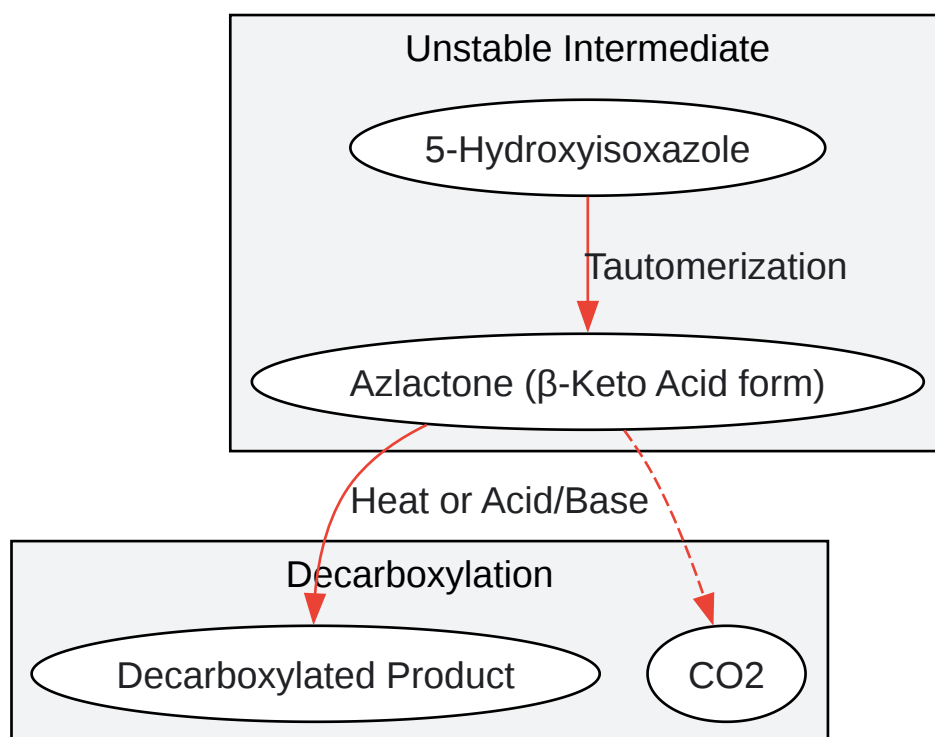 Unstable Intermediate
5-Hydroxyisoxazole
Tautomerization
Azlactone (β-Keto Acid form)
Heat or Acid/Base
Decarboxylation
Decarboxylated Product
CO2